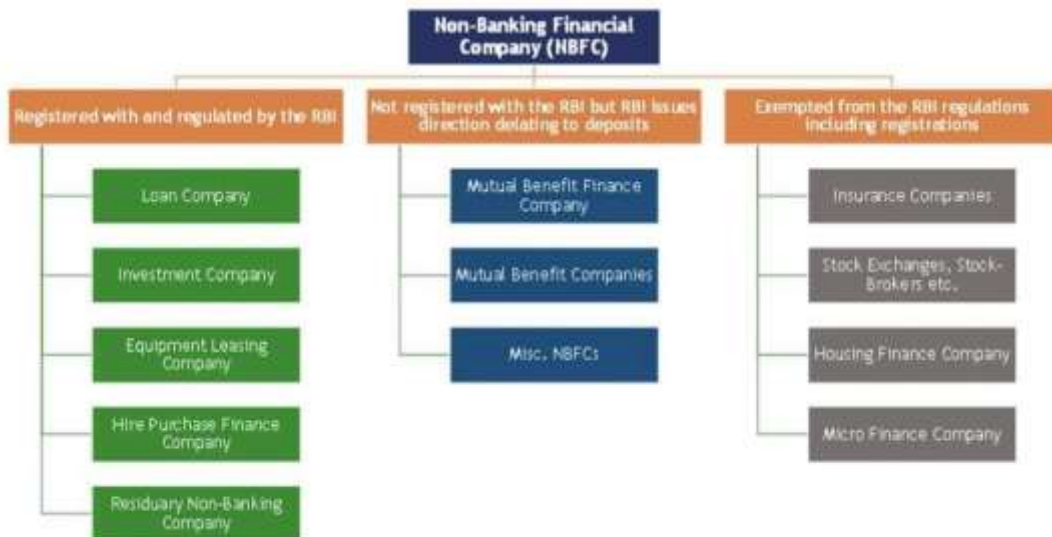 Non-Banking Financial
Company (NBFC)
Registered with and regulated by the RBI
Not registered with the RBI but RBI issues
direction delating to deposits
Exempted from the RBI regulations
including registrations
Loan Company
Investment Company
Equipment Leasing
Company
Hire Purchase Finance
Company
Residuary Non-Banking
Company
Mutual Benefit Finance
Company
Mutual Benefit Companies
Misc. NBFCs
Insurance Companies
Stock Exchanges, Stock-
Brokers etc.
Housing Finance Company
Micro Finance Company